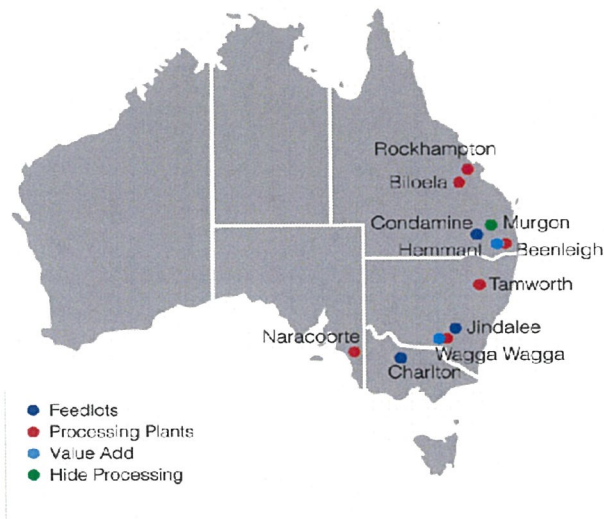 Rockhampton
Biloela
Condamine
Murgon
Hemmant
Beenleigh
Tamworth
Jindalee
Naracoorte
Wagga Wagga
Charlton
Feedlots
Processing Plants
Value Add
Hide Processing